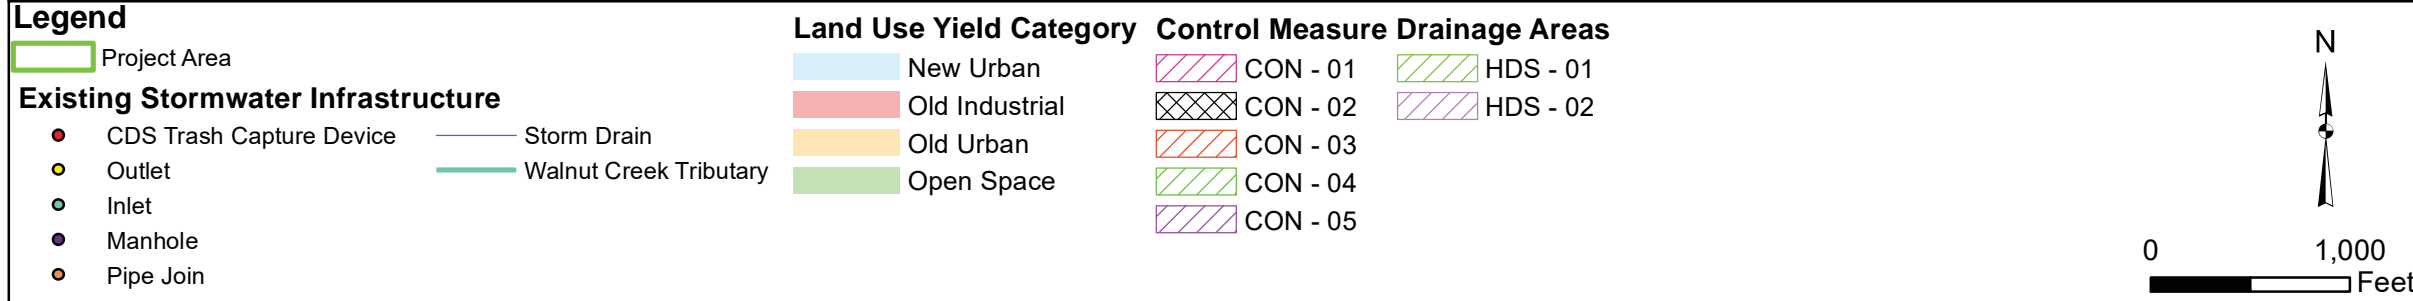 Legend
Project Area
Existing Stormwater Infrastructure
CDS Trash Capture Device
Outlet
Inlet
Manhole
Pipe Join
Storm Drain
Walnut Creek Tributary
Land Use Yield Category
New Urban
Old Industrial
Old Urban
Open Space
Control Measure Drainage Areas
CON - 01
CON - 02
CON - 03
CON - 04
CON - 05
HDS - 01
HDS - 02
N
0 1,000
Feet